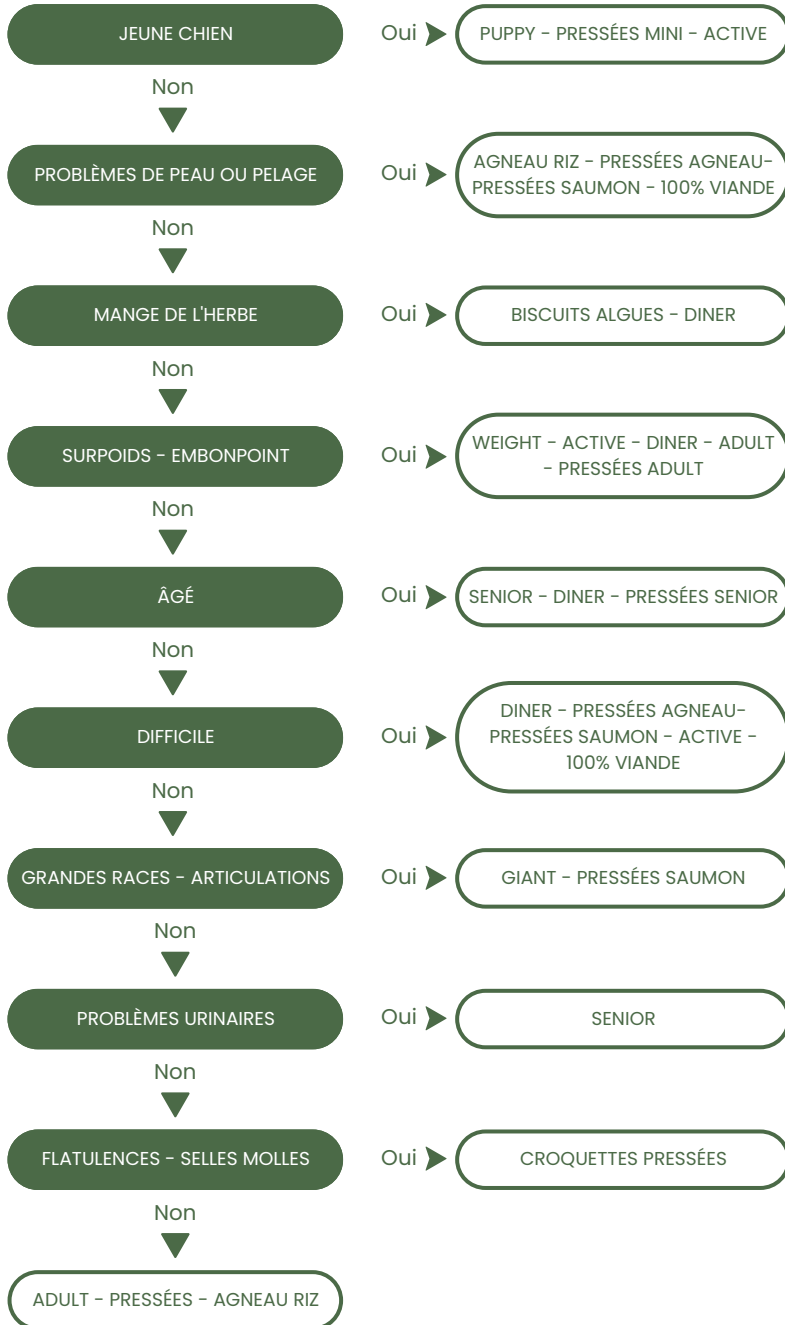 JEUNE CHIEN
Oui
PUPPY - PRESSÉES MINI - ACTIVE
Non
PROBLÈMES DE PEAU OU PELAGE
Oui
AGNEAU RIZ - PRESSÉES AGNEAU-
PRESSÉES SAUMON - 100% VIANDE
Non
MANGE DE L'HERBE
Oui
BISCUITS ALGUES - DINER
Non
SURPOIDS - EMBONPOINT
Oui
WEIGHT - ACTIVE - DINER - ADULT
- PRESSÉES ADULT
Non
ÂGÉ
Oui
SENIOR - DINER - PRESSÉES SENIOR
Non
DIFFICILE
Oui
DINER - PRESSÉES AGNEAU-
PRESSÉES SAUMON - ACTIVE -
100% VIANDE
Non
GRANDES RACES - ARTICULATIONS
Oui
GIANT - PRESSÉES SAUMON
Non
PROBLÈMES URINAIRES
Oui
SENIOR
Non
FLATULENCES - SELLES MOLLES
Oui
CROQUETTES PRESSÉES
Non
ADULT - PRESSÉES - AGNEAU RIZ